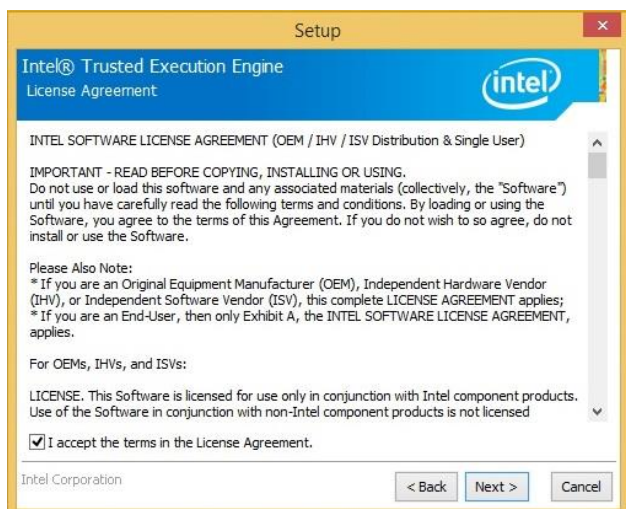 Setup
Intel® Trusted Execution Engine
License Agreement
intel
INTEL SOFTWARE LICENSE AGREEMENT (OEM / IHV / ISV Distribution & Single User)
IMPORTANT - READ BEFORE COPYING, INSTALLING OR USING.
Do not use or load this software and any associated materials (collectively, the "Software")
until you have carefully read the following terms and conditions. By loading or using the
Software, you agree to the terms of this Agreement. If you do not wish to so agree, do not
install or use the Software.
Please Also Note:
* If you are an Original Equipment Manufacturer (OEM), Independent Hardware Vendor
(IHV), or Independent Software Vendor (ISV), this complete LICENSE AGREEMENT applies;
* If you are an End-User, then only Exhibit A, the INTEL SOFTWARE LICENSE AGREEMENT,
applies.
For OEMs, IHVs, and ISVs:
LICENSE. This Software is licensed for use only in conjunction with Intel component products.
Use of the Software in conjunction with non-Intel component products is not licensed
I accept the terms in the License Agreement.
Intel Corporation
< Back Next > Cancel